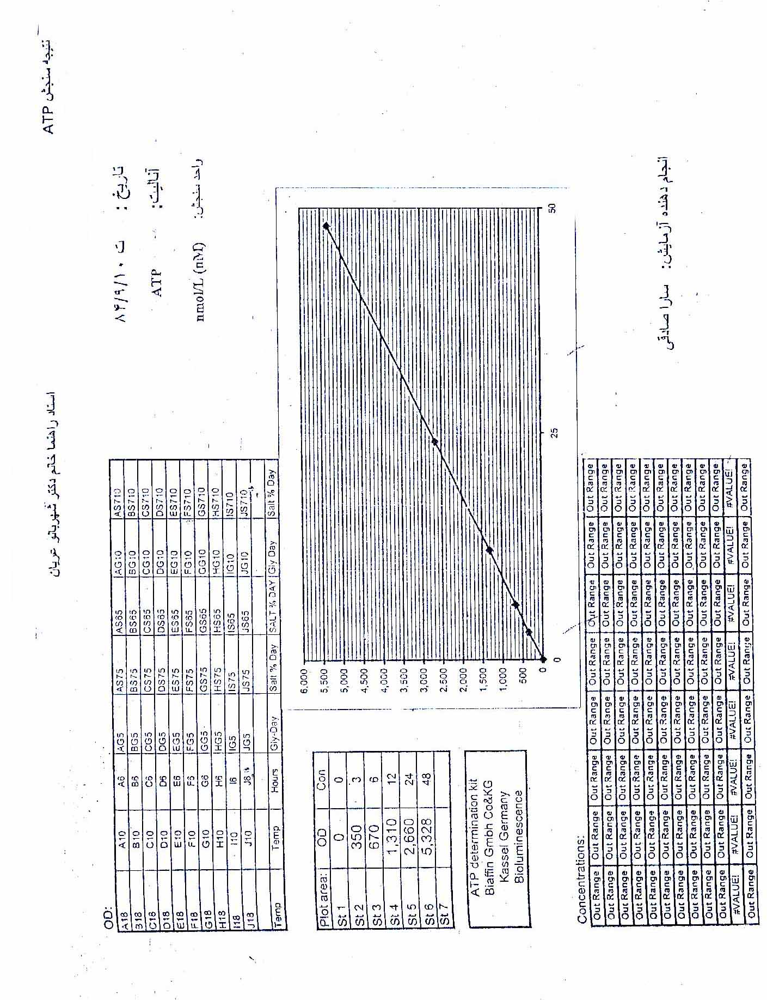 نتیجه سنجش ATP
استاد راهنما خانم دکتر شهربانو عریان
تاریخ: ۸۴/۹/۱۰ ت
آنالیت: ATP
واحد سنجش: nmol/L (nM)
OD:
A18 A10 A6 AG5 AS75 AS65 AG10 AS710
B18 B10 B6 BG5 BS75 BS65 BG10 BS710
C18 C10 C6 CG5 CS75 CS65 CG10 CS710
D18 D10 D6 DG5 DS75 DS65 DG10 DS710
E18 E10 E6 EG5 ES75 ES65 EG10 ES710
F18 F10 F6 FG5 FS75 FS65 FG10 FS710
G18 G10 G6 GG5 GS75 GS65 GG10 GS710
H18 H10 H6 HG5 HS75 HS65 HG10 HS710
I18 I10 I6 IG5 IS75 IS65 IG10 IS710
J18 J10 J6 JG5 JS75 JS65 JG10 JS710
Temp Temp Hours Gly-Day Salt % Day SALT % DAY Gly Day Salt % Day
Plot area: OD Con
St 1 0 0
St 2 350 3
St 3 670 6
St 4 1,310 12
St 5 2,660 24
St 6 5,328 48
St 7
ATP determination kit
Biaffin Gmbh Co&KG
Kassel Germany
Bioluminescence
6,000
5,500
5,000
4,500
4,000
3,500
3,000
2,500
2,000
1,500
1,000
500
0
0 25 50
Concentrations:
Out Range Out Range Out Range Out Range Out Range Out Range Out Range Out Range
Out Range Out Range Out Range Out Range Out Range Out Range Out Range Out Range
Out Range Out Range Out Range Out Range Out Range Out Range Out Range Out Range
Out Range Out Range Out Range Out Range Out Range Out Range Out Range Out Range
Out Range Out Range Out Range Out Range Out Range Out Range Out Range Out Range
Out Range Out Range Out Range Out Range Out Range Out Range Out Range Out Range
Out Range Out Range Out Range Out Range Out Range Out Range Out Range Out Range
Out Range Out Range Out Range Out Range Out Range Out Range Out Range Out Range
Out Range Out Range Out Range Out Range Out Range Out Range Out Range Out Range
Out Range Out Range Out Range Out Range Out Range Out Range Out Range Out Range
#VALUE! #VALUE! #VALUE! #VALUE! #VALUE! #VALUE! #VALUE! #VALUE!
Out Range Out Range Out Range Out Range Out Range Out Range Out Range Out Range
انجام دهنده آزمایش: سارا صادقی